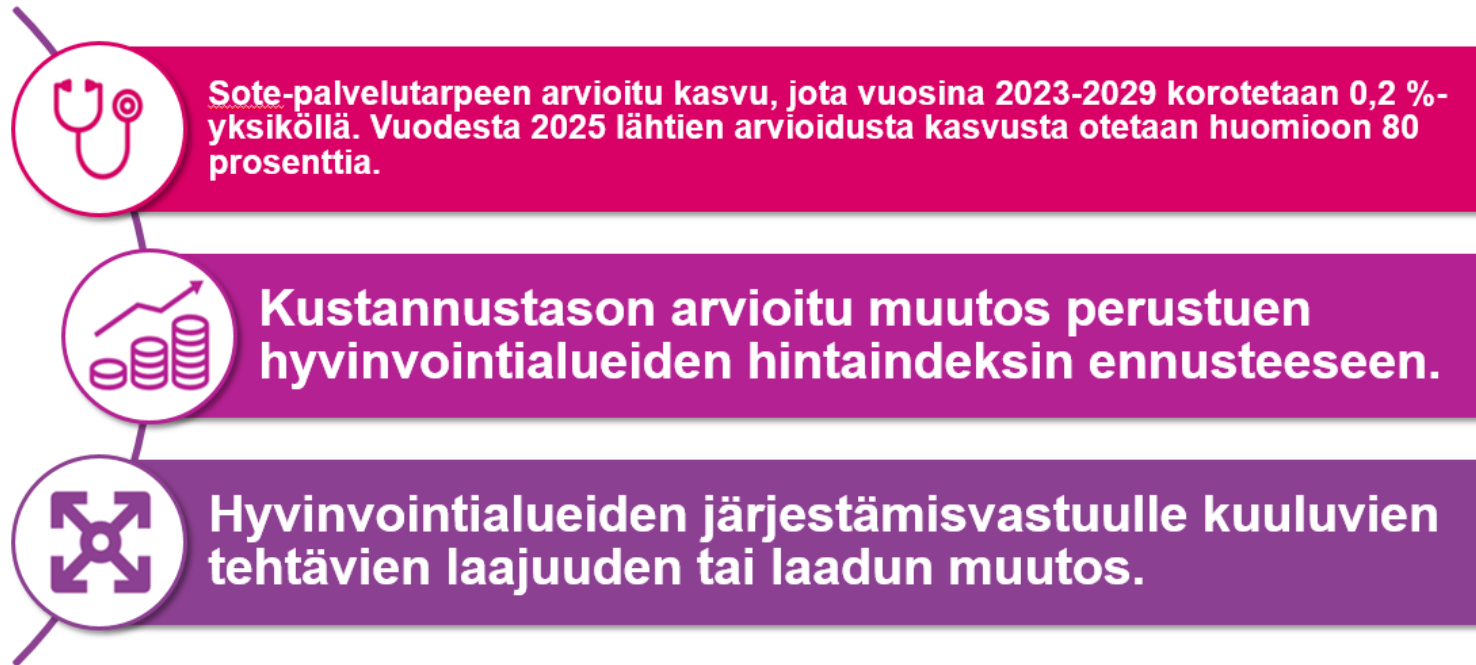 Sote-palvelutarpeen arvioitu kasvu, jota vuosina 2023-2029 korotetaan 0,2 %-
yksiköllä. Vuodesta 2025 lähtien arvioidusta kasvusta otetaan huomioon 80
prosenttia.
Kustannustason arvioitu muutos perustuen
hyvinvointialueiden hintaindeksin ennusteeseen.
Hyvinvointialueiden järjestämisvastuulle kuuluvien
tehtävien laajuuden tai laadun muutos.